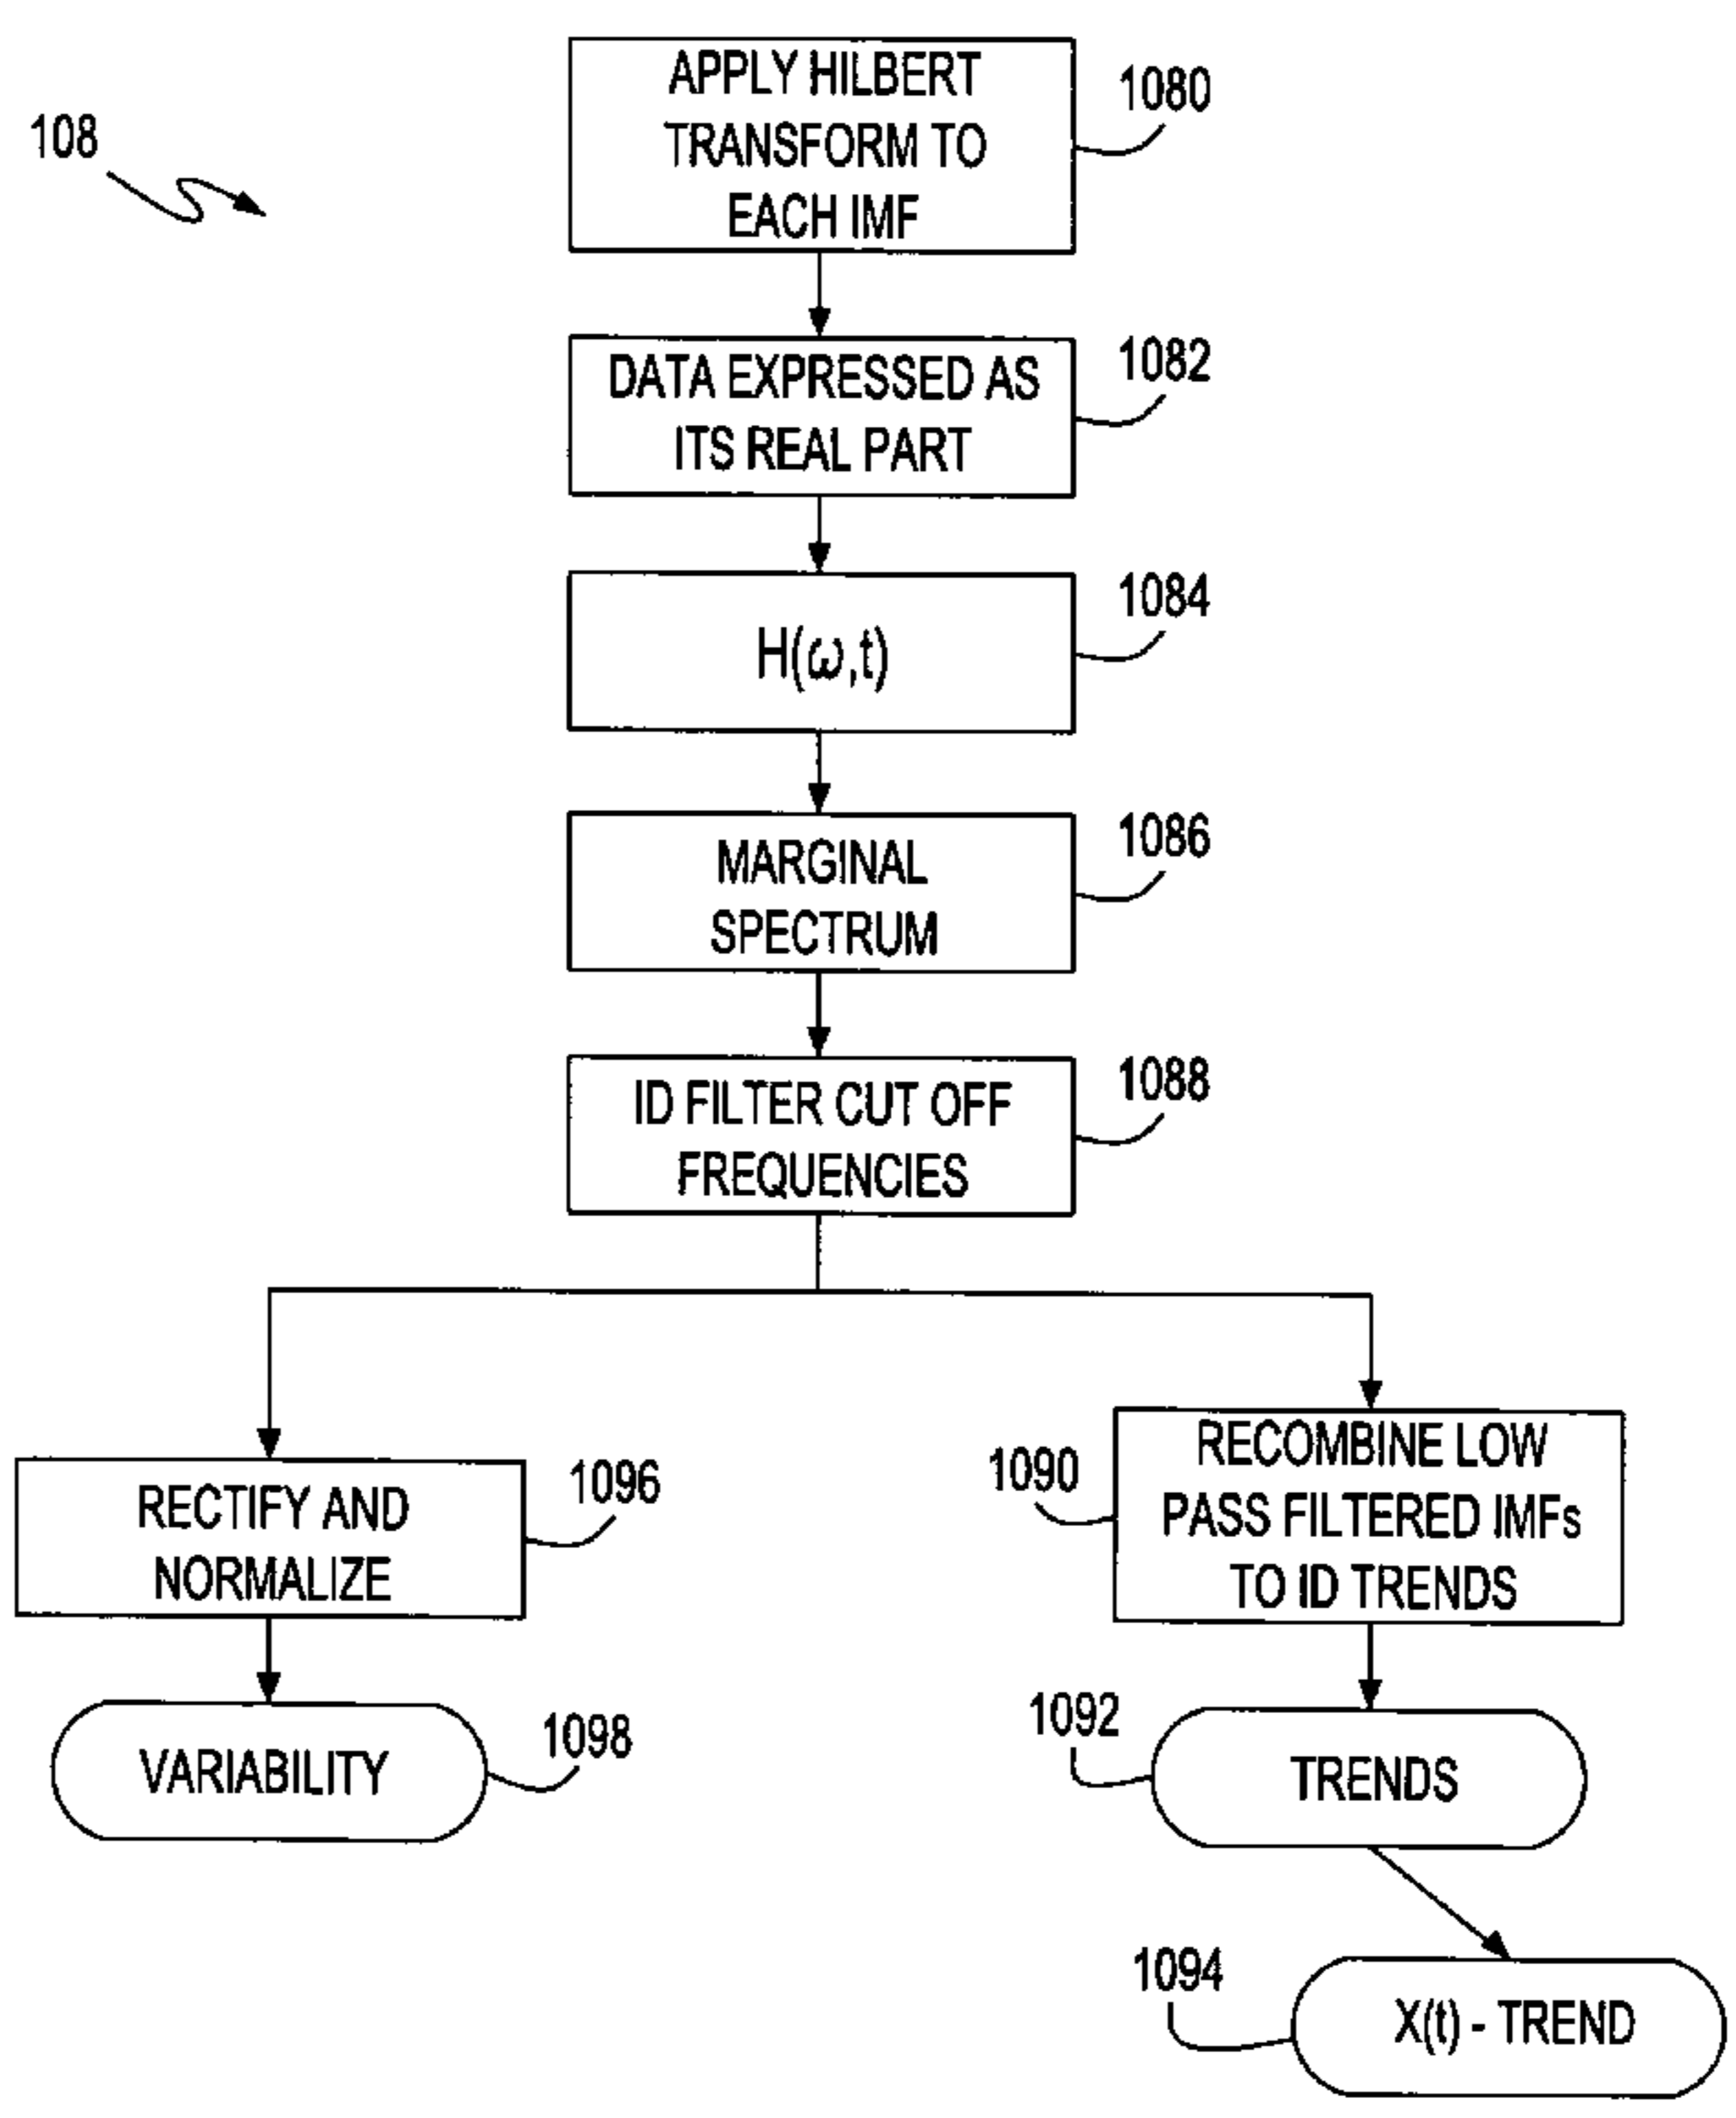 108
APPLY HILBERT
TRANSFORM TO
EACH IMF
1080
DATA EXPRESSED AS
ITS REAL PART
1082
H(ω,t)
1084
MARGINAL
SPECTRUM
1086
ID FILTER CUT OFF
FREQUENCIES
1088
RECTIFY AND
NORMALIZE
1096
VARIABILITY
1098
1090
RECOMBINE LOW
PASS FILTERED IMFs
TO ID TRENDS
1092
TRENDS
1094
X(t) - TREND